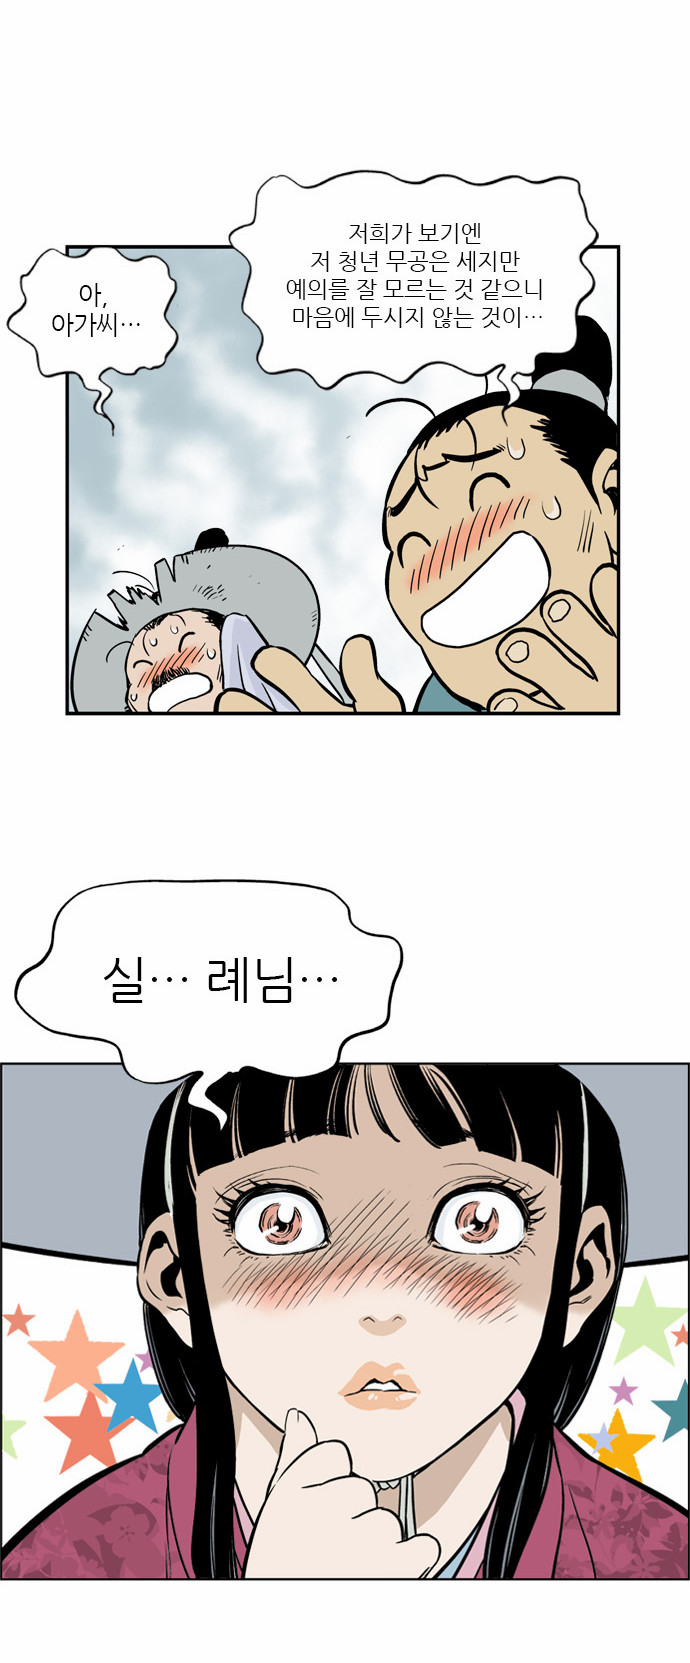 아,
아가씨…
저희가 보기엔
저 청년 무공은 세지만
예의를 잘 모르는 것 같으니
마음에 두시지 않는 것이…
실… 례님…